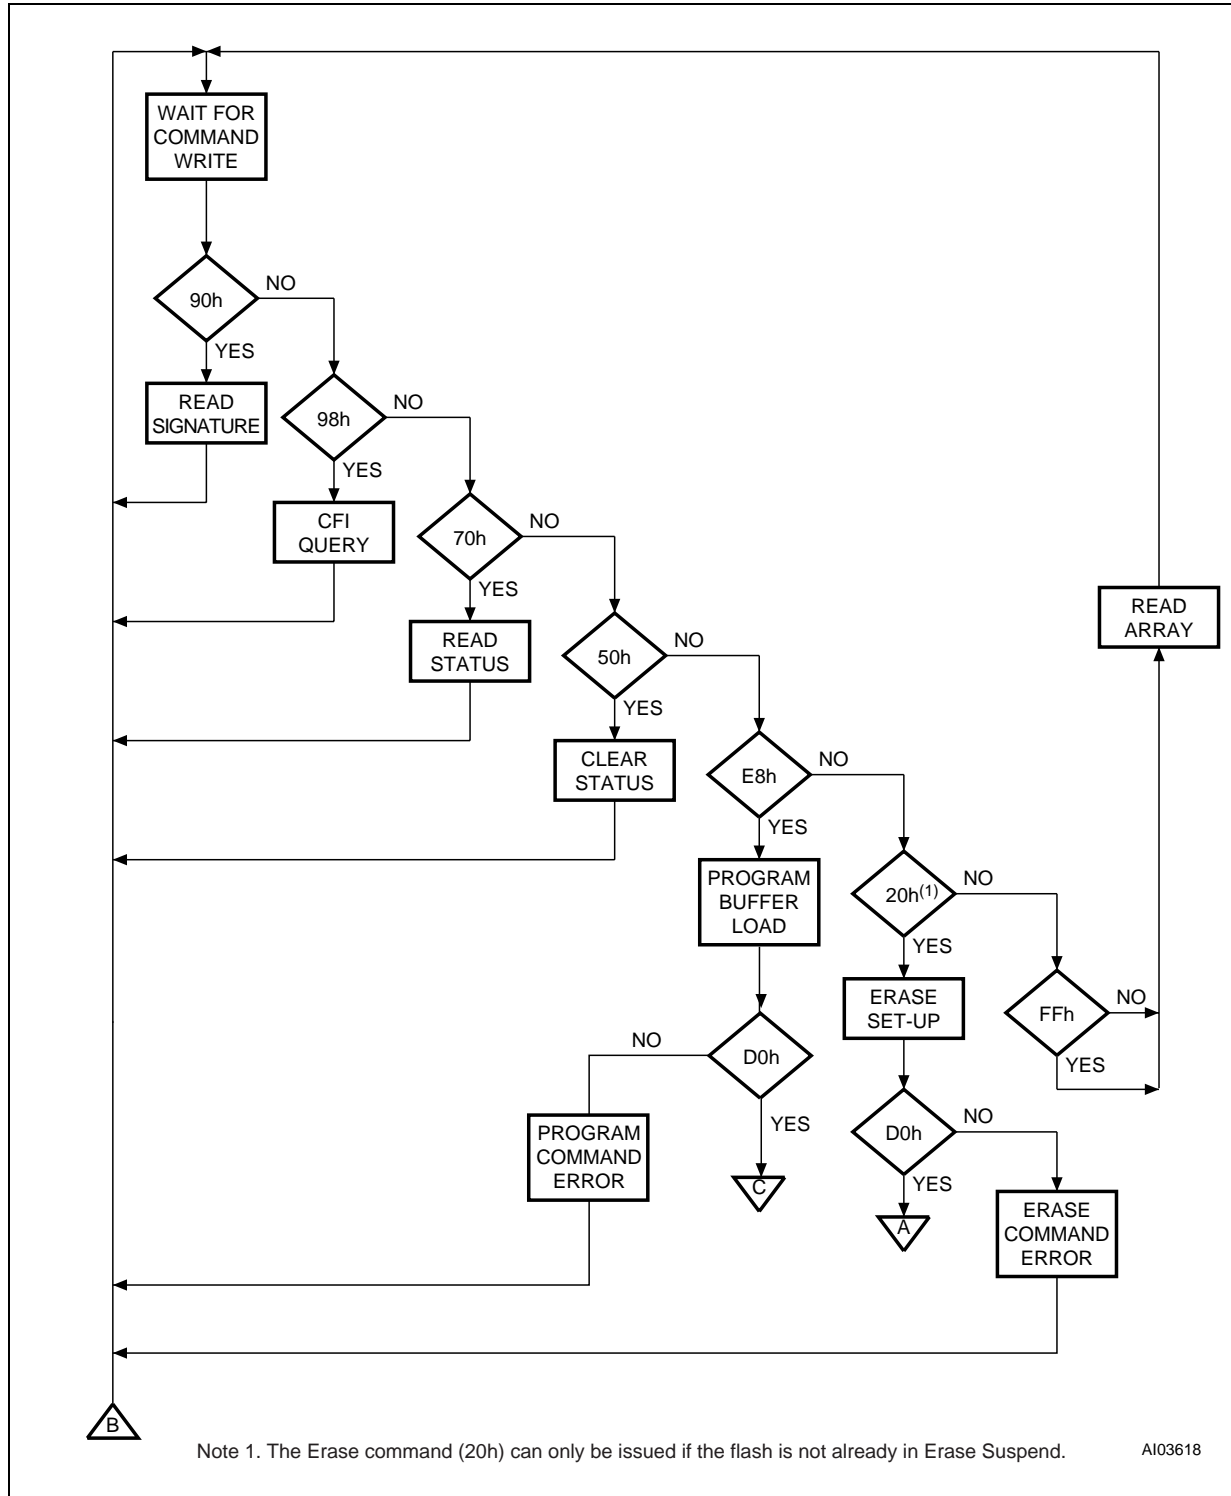 WAIT FOR
COMMAND
WRITE
90h
NO
YES
READ
SIGNATURE
98h
NO
YES
CFI
QUERY
70h
NO
YES
READ
STATUS
50h
NO
YES
CLEAR
STATUS
READ
ARRAY
E8h
NO
YES
PROGRAM
BUFFER
LOAD
20h(1)
NO
YES
ERASE
SET-UP
FFh
NO
YES
D0h
NO
YES
PROGRAM
COMMAND
ERROR
C
D0h
NO
YES
A
ERASE
COMMAND
ERROR
B
Note 1. The Erase command (20h) can only be issued if the flash is not already in Erase Suspend.
AI03618